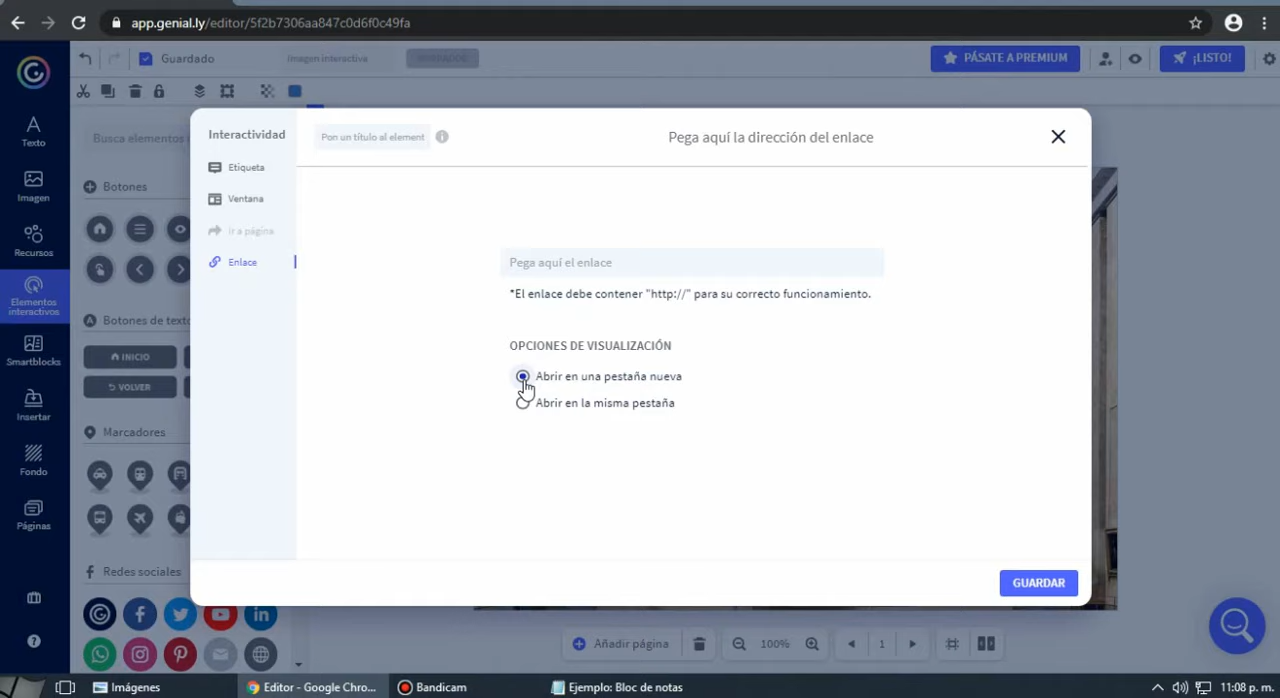 app.genial.ly/editor/5f2b7306aa847c0d6f0c49fa
Guardado
Imagen interactiva
PÁSATE A PREMIUM
¡LISTO!
Texto
Imagen
Recursos
Elementos
interactivos
Smartblocks
Insertar
Fondo
Páginas
Busca elementos
Botones
Botones de texto
INICIO
VOLVER
Marcadores
Redes sociales
Interactividad
Etiqueta
Ventana
Ir a página
Enlace
Pon un título al element
Pega aquí la dirección del enlace
Pega aquí el enlace
*El enlace debe contener "http://" para su correcto funcionamiento.
OPCIONES DE VISUALIZACIÓN
Abrir en una pestaña nueva
Abrir en la misma pestaña
GUARDAR
Añadir página
100%
1
Imágenes
Editor - Google Chro...
Bandicam
Ejemplo: Bloc de notas
11:08 p. m.